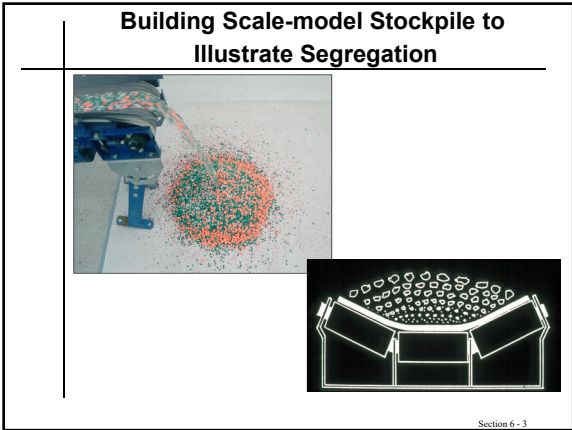 Building Scale-model Stockpile to
Illustrate Segregation
Section 6 - 3